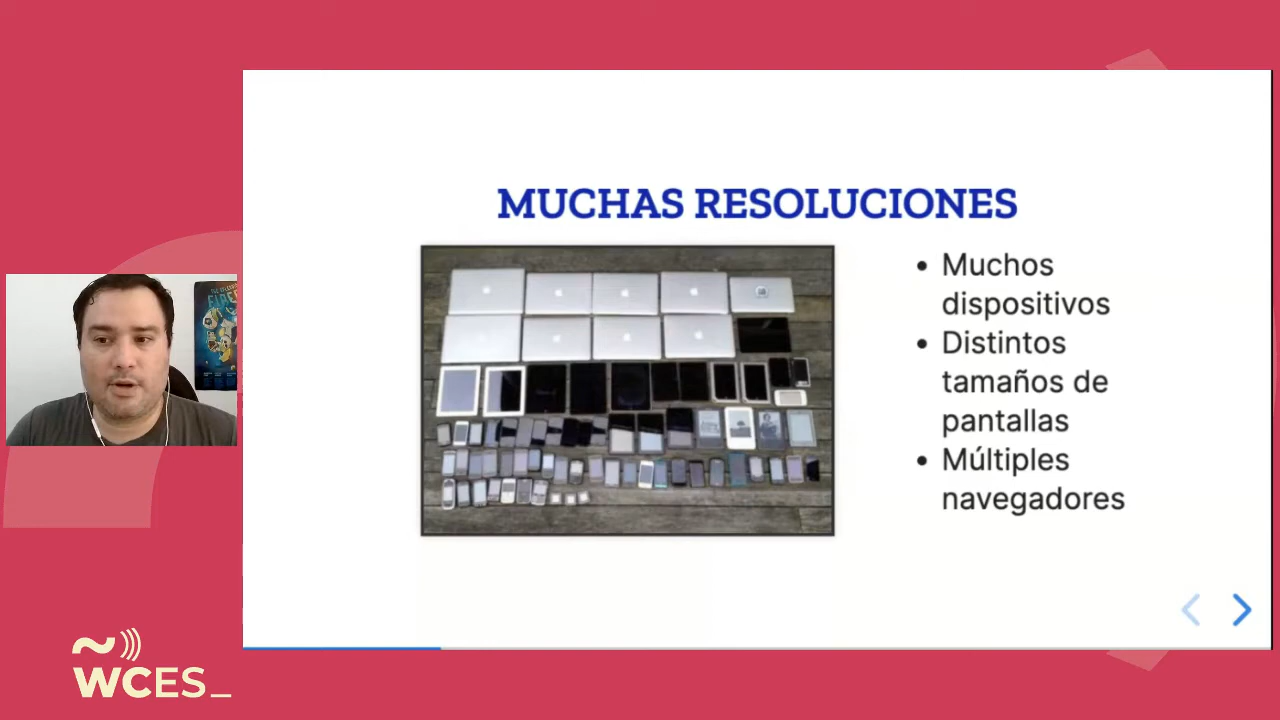 MUCHAS RESOLUCIONES
• Muchos
dispositivos
• Distintos
tamaños de
pantallas
• Múltiples
navegadores
WCES_